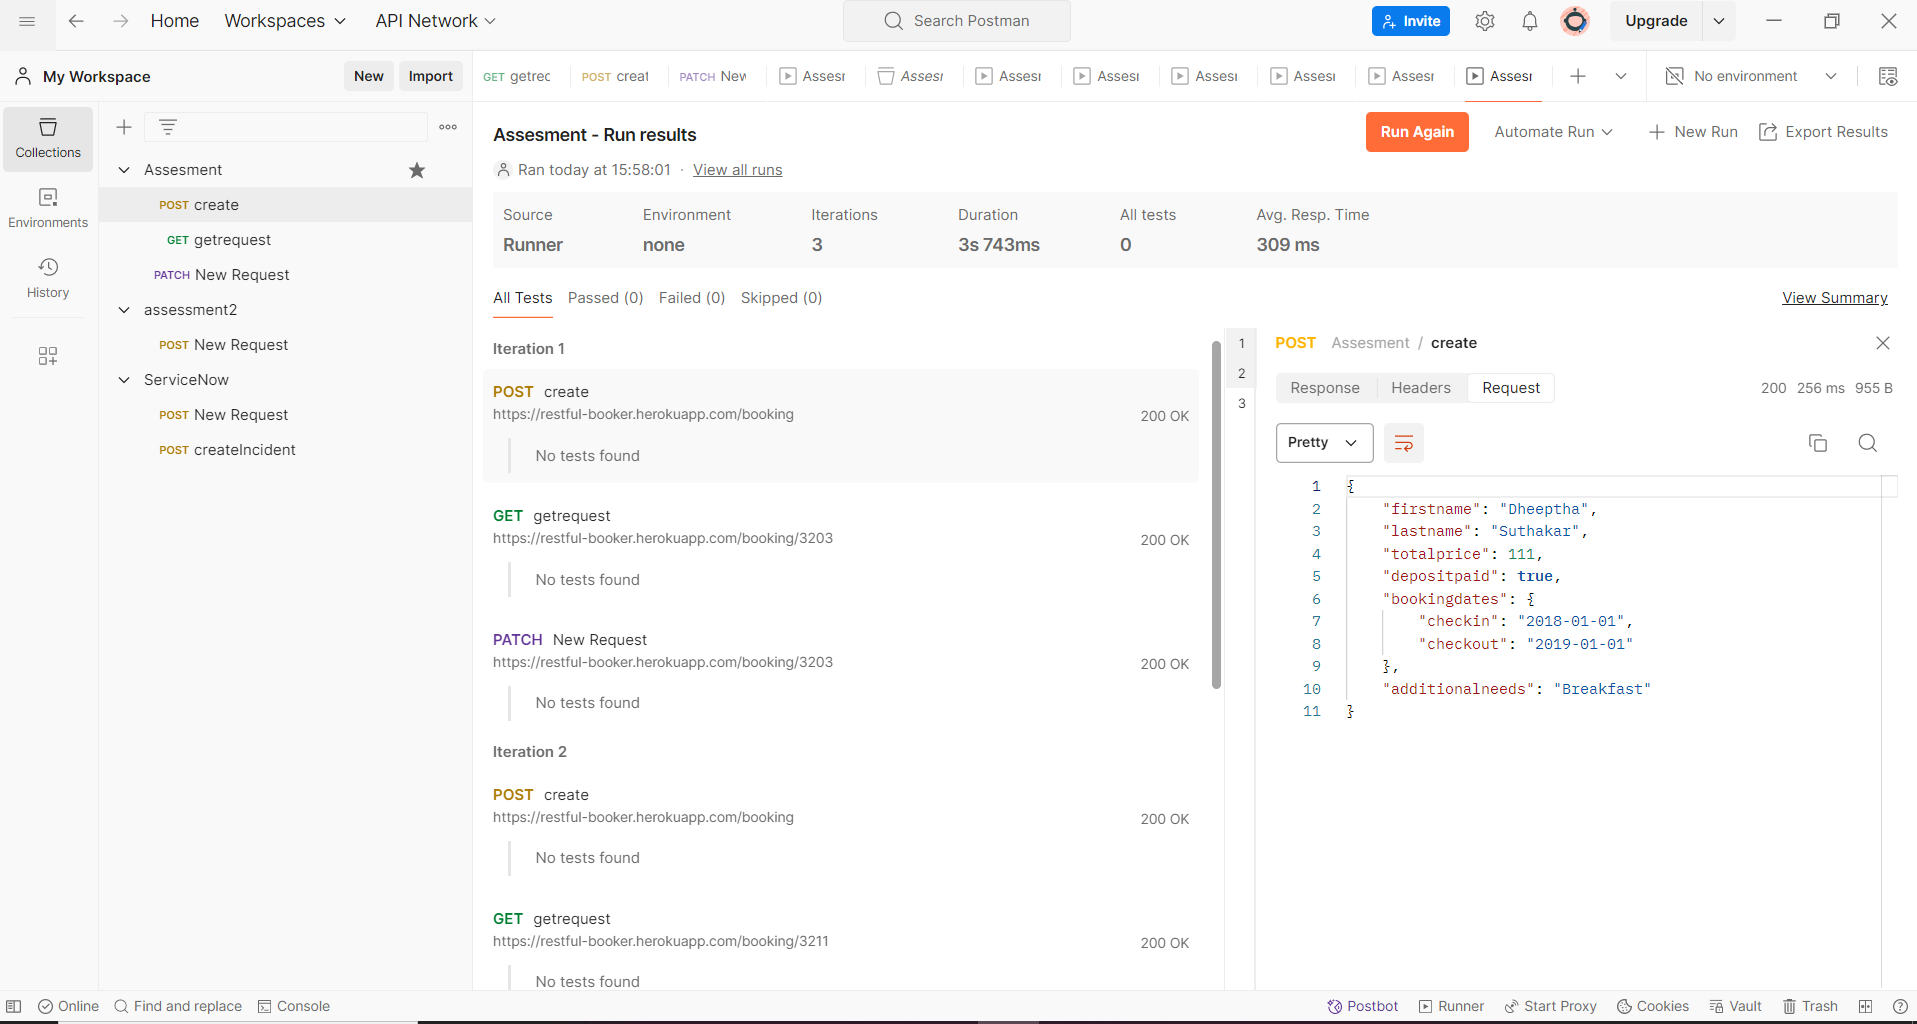 Home Workspaces API Network Search Postman Invite Upgrade
My Workspace New Import
GET getrec POST creat PATCH New Assesr Assesr Assesr Assesr Assesr Assesr Assesr Assesr No environment
Collections
Environments
History
Assesment
POST create
GET getrequest
PATCH New Request
assessment2
POST New Request
ServiceNow
POST New Request
POST createIncident
Assesment - Run results
Run Again Automate Run New Run Export Results
Ran today at 15:58:01 · View all runs
Source Environment Iterations Duration All tests Avg. Resp. Time
Runner none 3 3s 743ms 0 309 ms
All Tests Passed (0) Failed (0) Skipped (0) View Summary
Iteration 1
POST create
https://restful-booker.herokuapp.com/booking 200 OK
No tests found
GET getrequest
https://restful-booker.herokuapp.com/booking/3203 200 OK
No tests found
PATCH New Request
https://restful-booker.herokuapp.com/booking/3203 200 OK
No tests found
Iteration 2
POST create
https://restful-booker.herokuapp.com/booking 200 OK
No tests found
GET getrequest
https://restful-booker.herokuapp.com/booking/3211 200 OK
No tests found
1
2
3
POST Assesment / create
Response Headers Request 200 256 ms 955 B
Pretty
1 {
2 "firstname": "Dheeptha",
3 "lastname": "Suthakar",
4 "totalprice": 111,
5 "depositpaid": true,
6 "bookingdates": {
7 "checkin": "2018-01-01",
8 "checkout": "2019-01-01"
9 },
10 "additionalneeds": "Breakfast"
11 }
Online Find and replace Console Postbot Runner Start Proxy Cookies Vault Trash